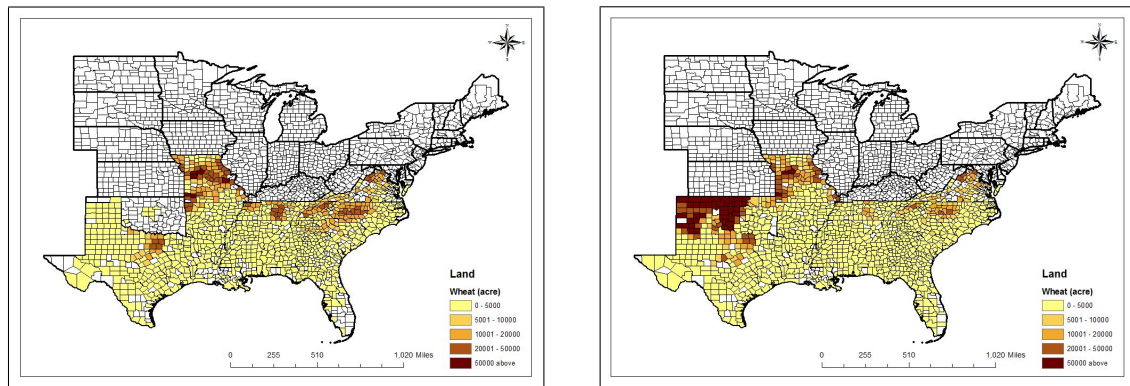 N
W
E
S
Land
Wheat (acre)
0 - 5000
5001 - 10000
10001 - 20000
20001 - 50000
50000 above
0 255 510 1,020 Miles
N
W
E
S
Land
Wheat (acre)
0 - 5000
5001 - 10000
10001 - 20000
20001 - 50000
50000 above
0 255 510 1,020 Miles